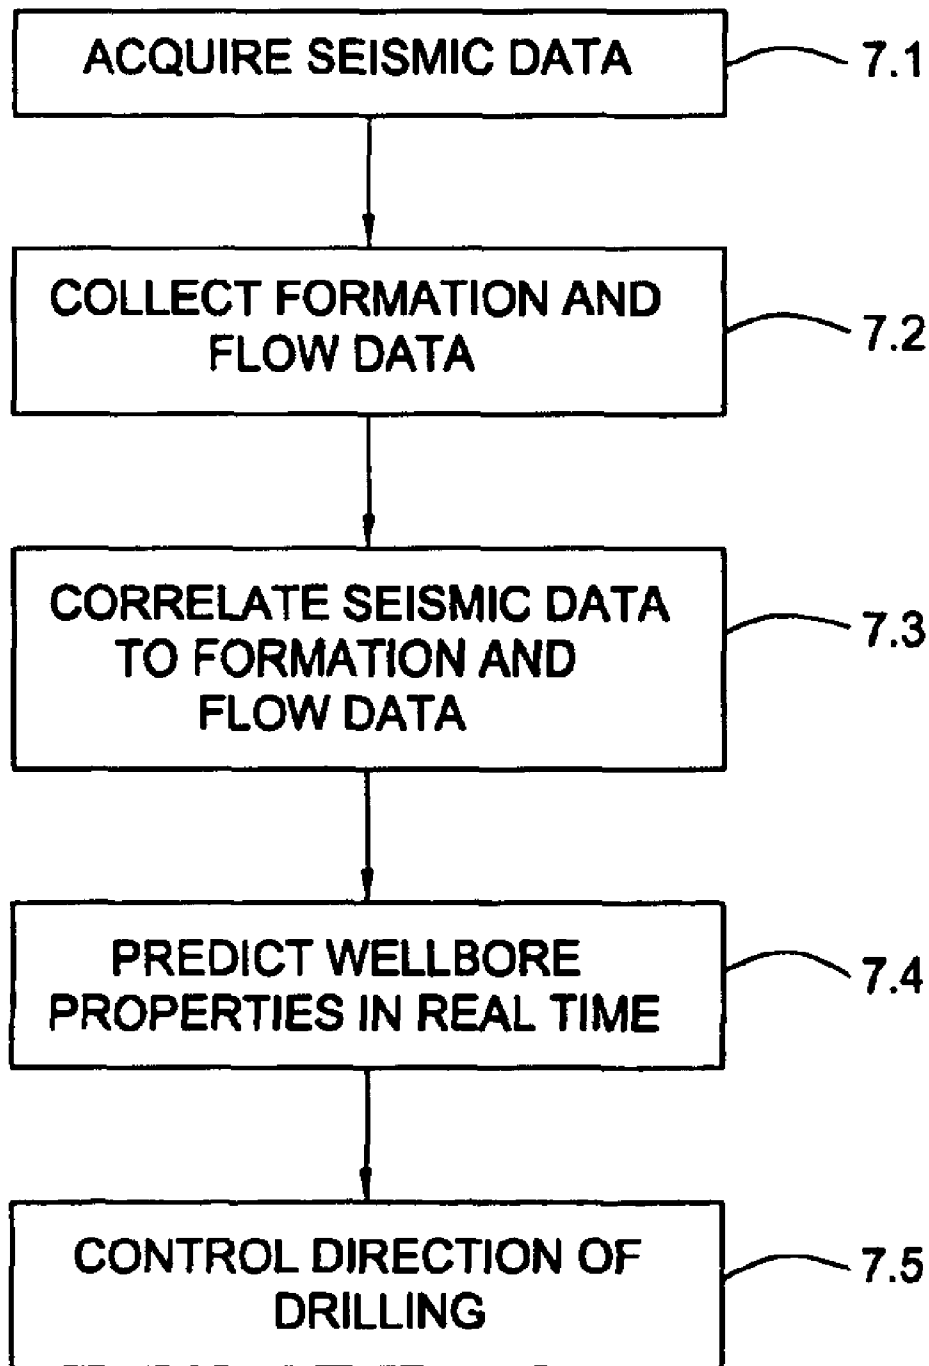 ACQUIRE SEISMIC DATA
7.1
COLLECT FORMATION AND
FLOW DATA
7.2
CORRELATE SEISMIC DATA
TO FORMATION AND
FLOW DATA
7.3
PREDICT WELLBORE
PROPERTIES IN REAL TIME
7.4
CONTROL DIRECTION OF
DRILLING
7.5